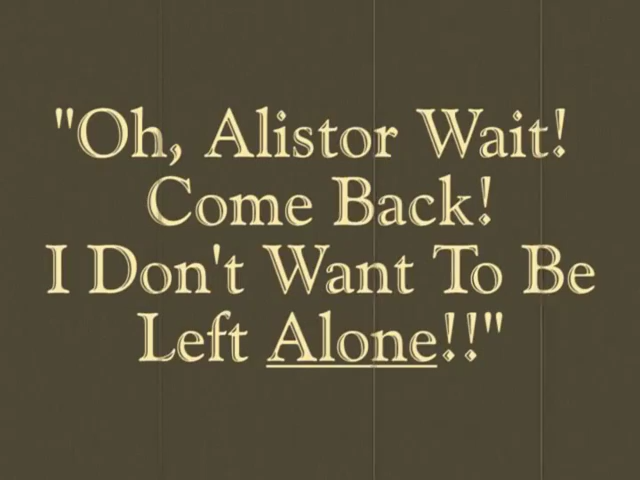 "Oh, Alistor Wait!
Come Back!
I Don't Want To Be
Left Alone!!"